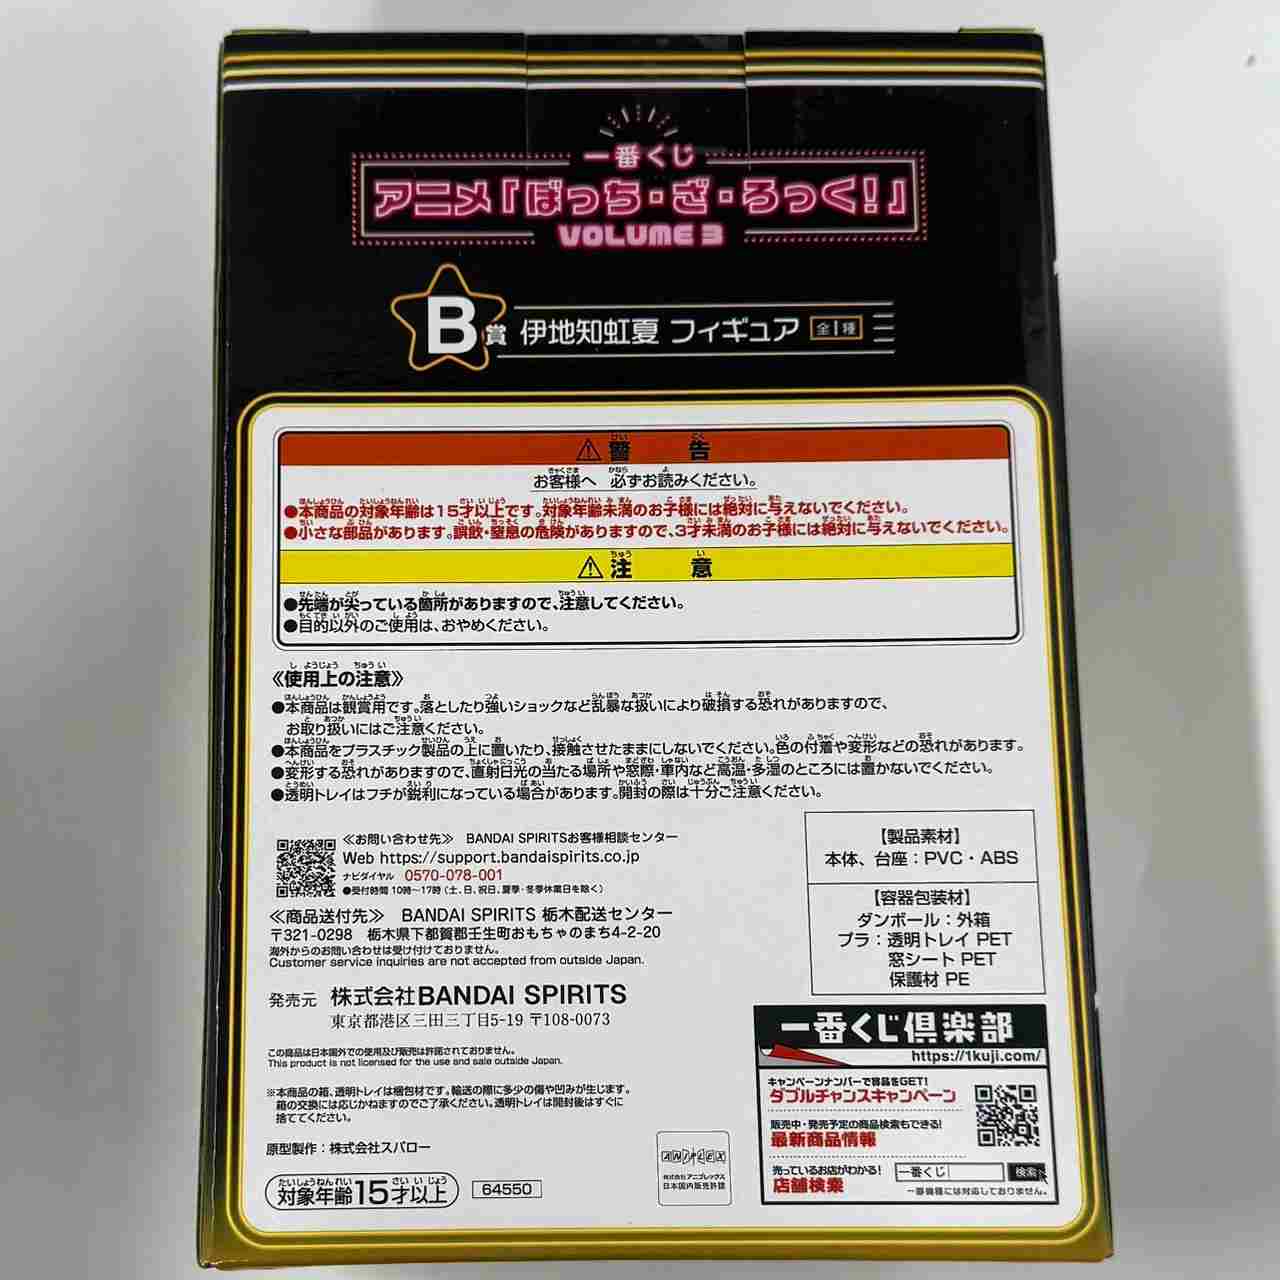 一番くじ
アニメ「ぼっち・ざ・ろっく!」
VOLUME 3
B賞 伊地知虹夏 フィギュア 全1種
⚠警告
お客様へ 必ずお読みください。
●本商品の対象年齢は15才以上です。対象年齢未満のお子様には絶対に与えないでください。
●小さな部品があります。誤飲・窒息の危険がありますので、3才未満のお子様には絶対に与えないでください。
⚠注意
●先端が尖っている箇所がありますので、注意してください。
●目的以外のご使用は、おやめください。
《使用上の注意》
●本商品は観賞用です。落としたり強いショックなど乱暴な扱いにより破損する恐れがありますので、
お取り扱いにはご注意ください。
●本商品をプラスチック製品の上に置いたり、接触させたままにしないでください。色の付着や変形などの恐れがあります。
●変形する恐れがありますので、直射日光の当たる場所や窓際・車内など高温・多湿のところには置かないでください。
●透明トレイはフチが鋭利になっている場合があります。開封の際は十分ご注意ください。
≪お問い合わせ先≫ BANDAI SPIRITSお客様相談センター
Web https://support.bandaispirits.co.jp
ナビダイヤル 0570-078-001
●受付時間 10時〜17時 (土、日、祝日、夏季・冬季休業日を除く)
≪商品送付先≫ BANDAI SPIRITS 栃木配送センター
〒321-0298 栃木県下都賀郡壬生町おもちゃのまち4-2-20
海外からのお問い合わせは受け付けておりません。
Customer service inquiries are not accepted from outside Japan.
発売元 株式会社BANDAI SPIRITS
東京都港区三田三丁目5-19 〒108-0073
この商品は日本国外での使用及び販売は許諾されておりません。
This product is not licensed for the use and sale outside Japan.
※本商品の箱、透明トレイは梱包材です。輸送の際に多少の傷や凹みが生じます。
箱の交換には応じかねますのでご了承ください。透明トレイは開封後はすぐに
捨ててください。
原型製作:株式会社スパロー
対象年齢15才以上
64550
ANIPLEX
株式会社アニプレックス
日本国内販売許諾
【製品素材】
本体、台座:PVC・ABS
【容器包装材】
ダンボール:外箱
プラ:透明トレイ PET
窓シート PET
保護材 PE
一番くじ倶楽部
https://1kuji.com/
キャンペーンナンバーで賞品をGET!
ダブルチャンスキャンペーン
販売中・発売予定の商品検索もできる!
最新商品情報
売っているお店がわかる!
店舗検索
一番くじ 検索
一部機種には対応しておりません。